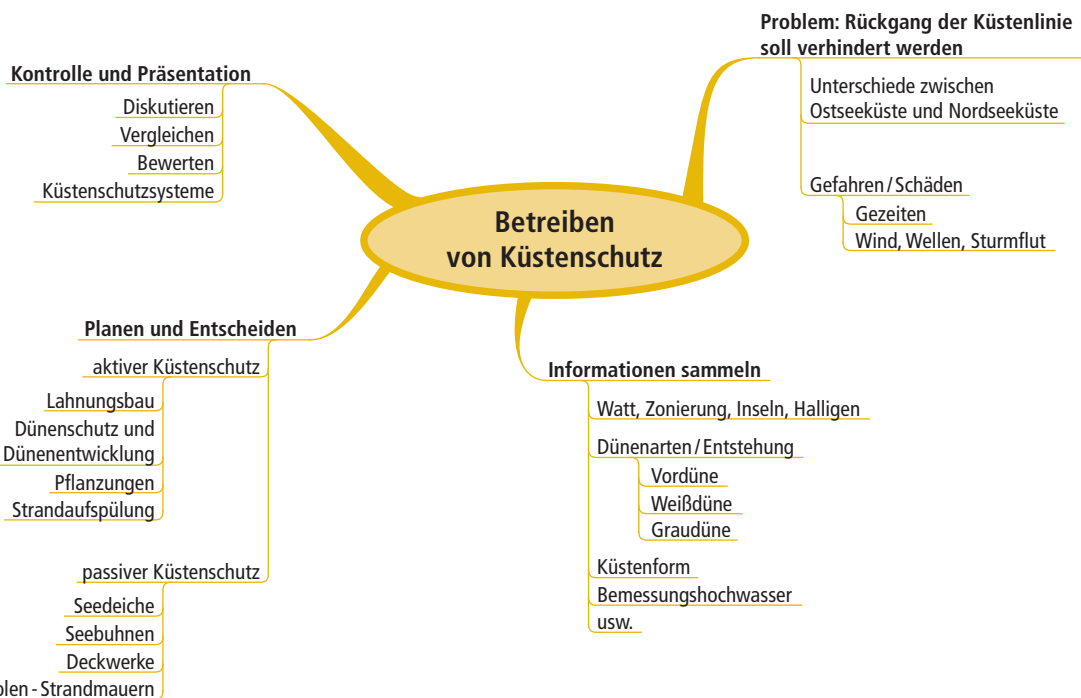 Problem: Rückgang der Küstenlinie
soll verhindert werden
Unterschiede zwischen
Ostseeküste und Nordseeküste
Gefahren/Schäden
Gezeiten
Wind, Wellen, Sturmflut
Kontrolle und Präsentation
Diskutieren
Vergleichen
Bewerten
Küstenschutzsysteme
Betreiben
von Küstenschutz
Planen und Entscheiden
aktiver Küstenschutz
Lahnungsbau
Dünenschutz und
Dünenentwicklung
Pflanzungen
Strandaufspülung
passiver Küstenschutz
Seedeiche
Seebuhnen
Deckwerke
- Strandmauern
Informationen sammeln
Watt, Zonierung, Inseln, Halligen
Dünenarten/Entstehung
Vordüne
Weißdüne
Graudüne
Küstenform
Bemessungshochwasser
usw.